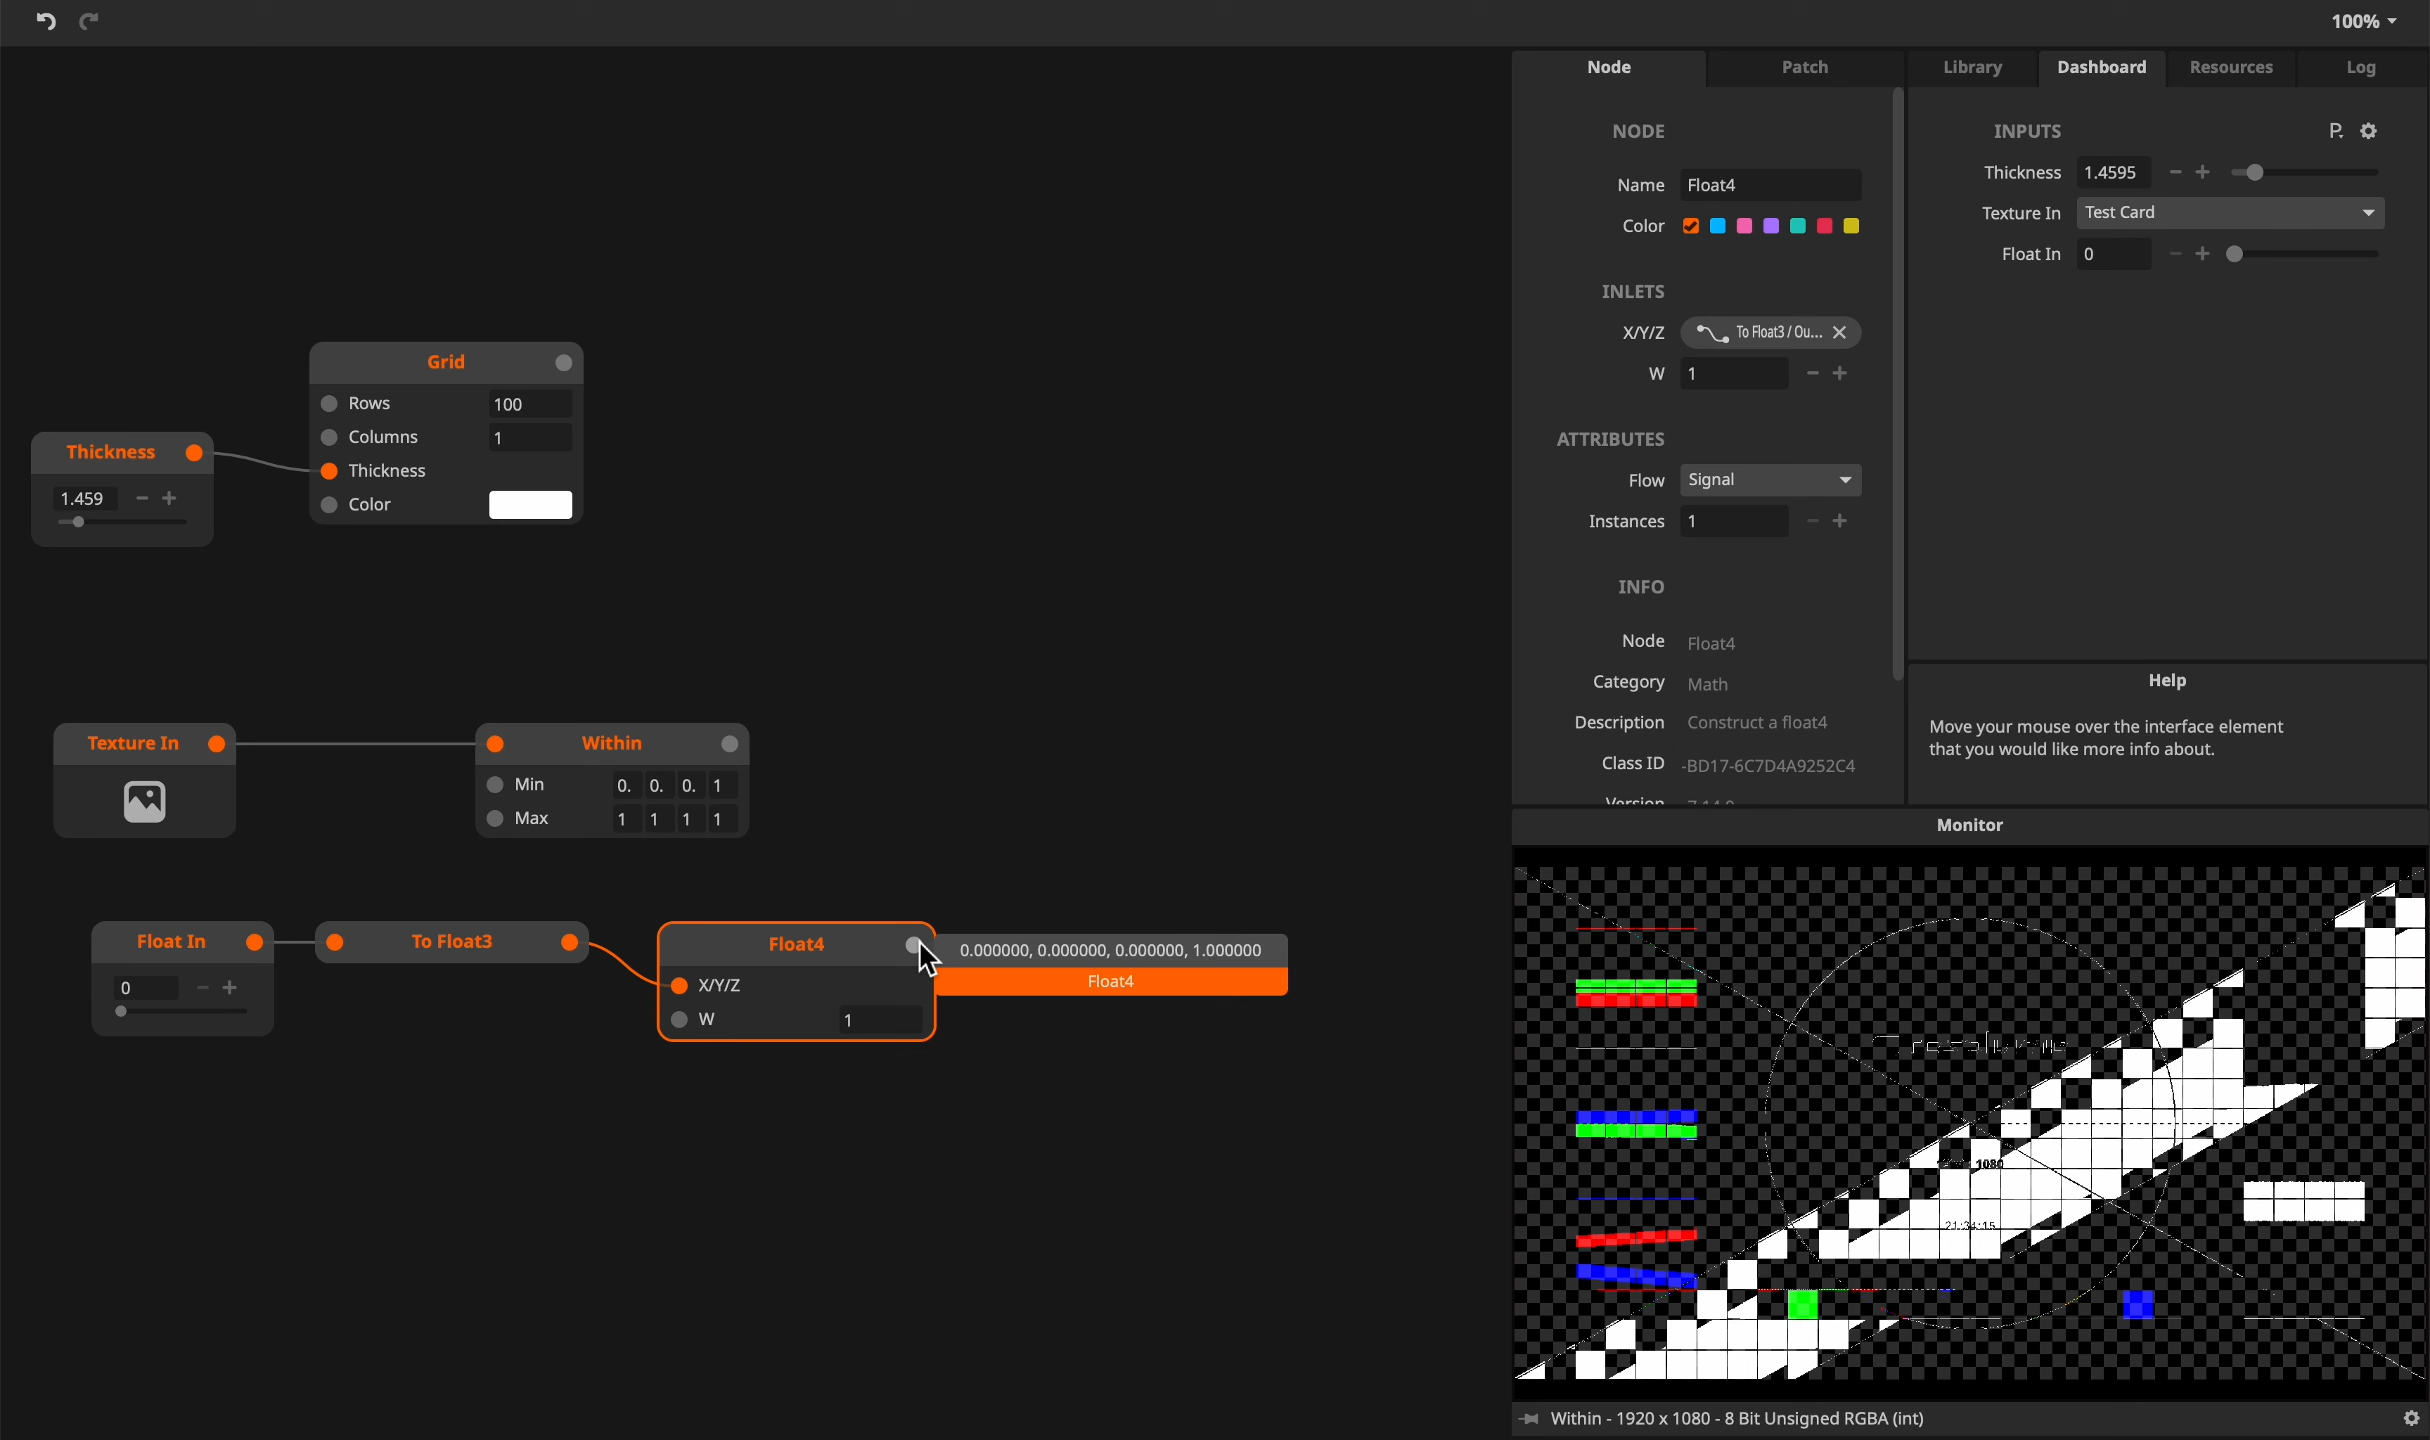 100%
Node
Patch
Library
Dashboard
Resources
Log
NODE
Name
Float4
Color
INLETS
X/Y/Z
To Float3 / Ou...
W
1
ATTRIBUTES
Flow
Signal
Instances
1
INFO
Node
Float4
Category
Math
Description
Construct a float4
Class ID
-BD17-6C7D4A9252C4
INPUTS
P.
Thickness
1.4595
Texture In
Test Card
Float In
0
Help
Move your mouse over the interface element
that you would like more info about.
Monitor
1080
21:34:15
Within - 1920 x 1080 - 8 Bit Unsigned RGBA (int)
Grid
Rows
100
Columns
1
Thickness
Color
Thickness
1.459
Texture In
Within
Min
0.
0.
0.
1
Max
1
1
1
1
Float In
0
To Float3
Float4
X/Y/Z
W
1
0.000000, 0.000000, 0.000000, 1.000000
Float4